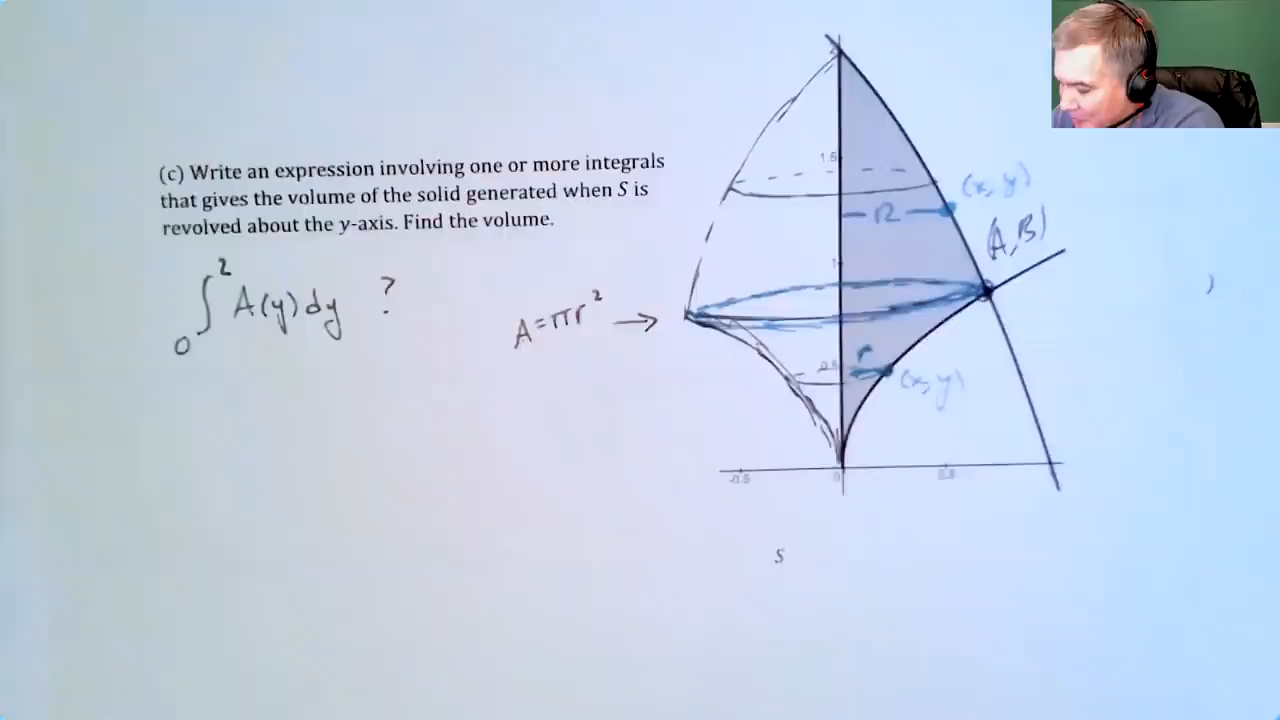 (c) Write an expression involving one or more integrals
that gives the volume of the solid generated when S is
revolved about the y-axis. Find the volume.
2
∫ A(y) dy ?
0
A = πr²
1.5
(x, y)
R
(A, B)
1
0.5
r
(x, y)
-0.5
0
0.5
S